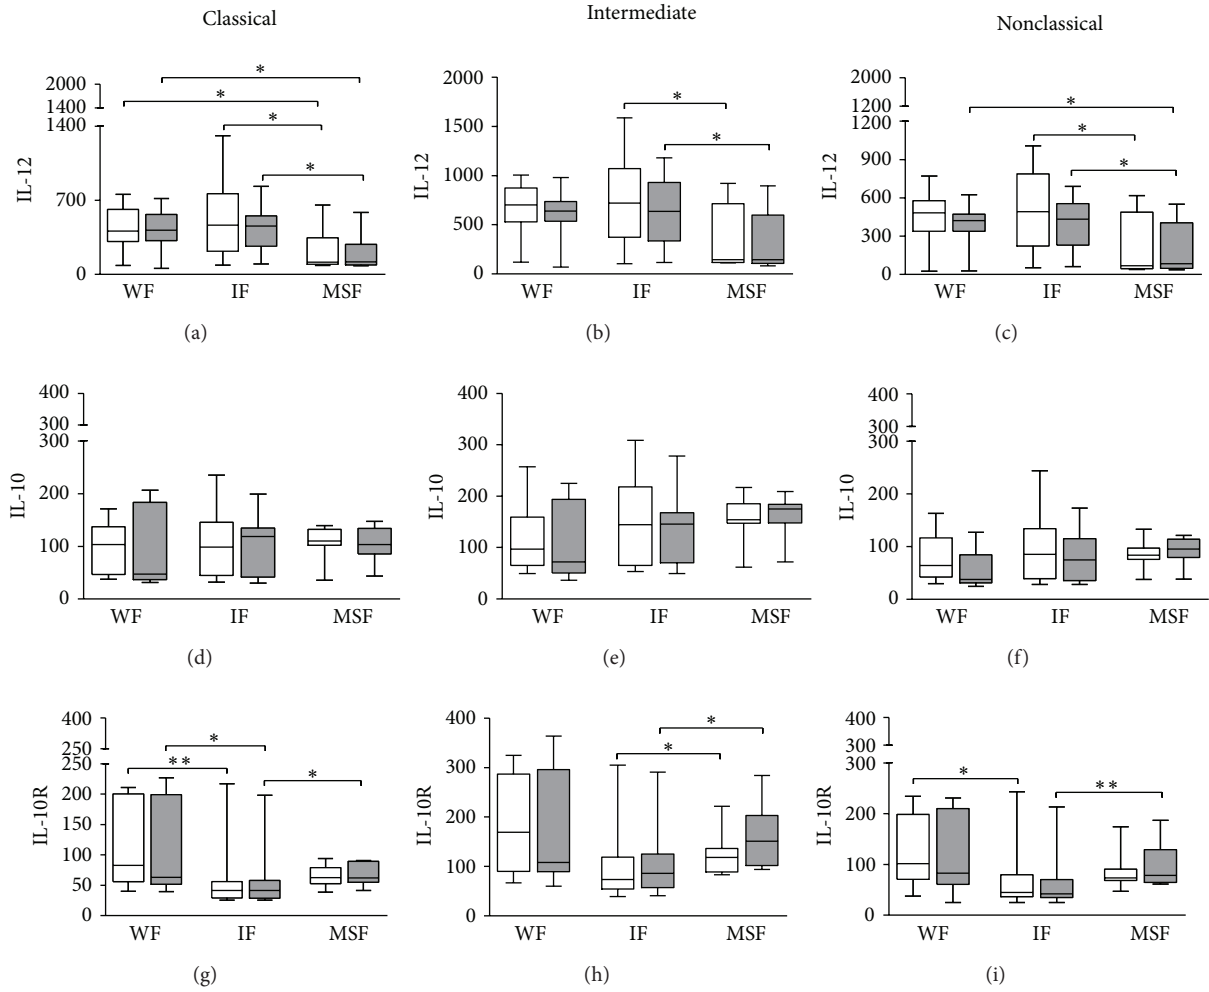 Classical
Intermediate
Nonclassical
IL-12
2000
1400
1400
700
0
*
*
*
*
WF IF MSF
(a)
IL-12
2000
1500
1000
500
0
*
*
WF IF MSF
(b)
IL-12
2000
1200
1200
900
600
300
0
*
*
*
WF IF MSF
(c)
IL-10
400
300
300
200
100
0
WF IF MSF
(d)
IL-10
400
300
200
100
0
WF IF MSF
(e)
IL-10
400
300
300
200
100
0
WF IF MSF
(f)
IL-10R
400
250
250
200
150
100
50
0
*
**
*
WF IF MSF
(g)
IL-10R
400
300
200
100
0
*
*
WF IF MSF
(h)
IL-10R
400
300
300
200
100
0
*
**
WF IF MSF
(i)